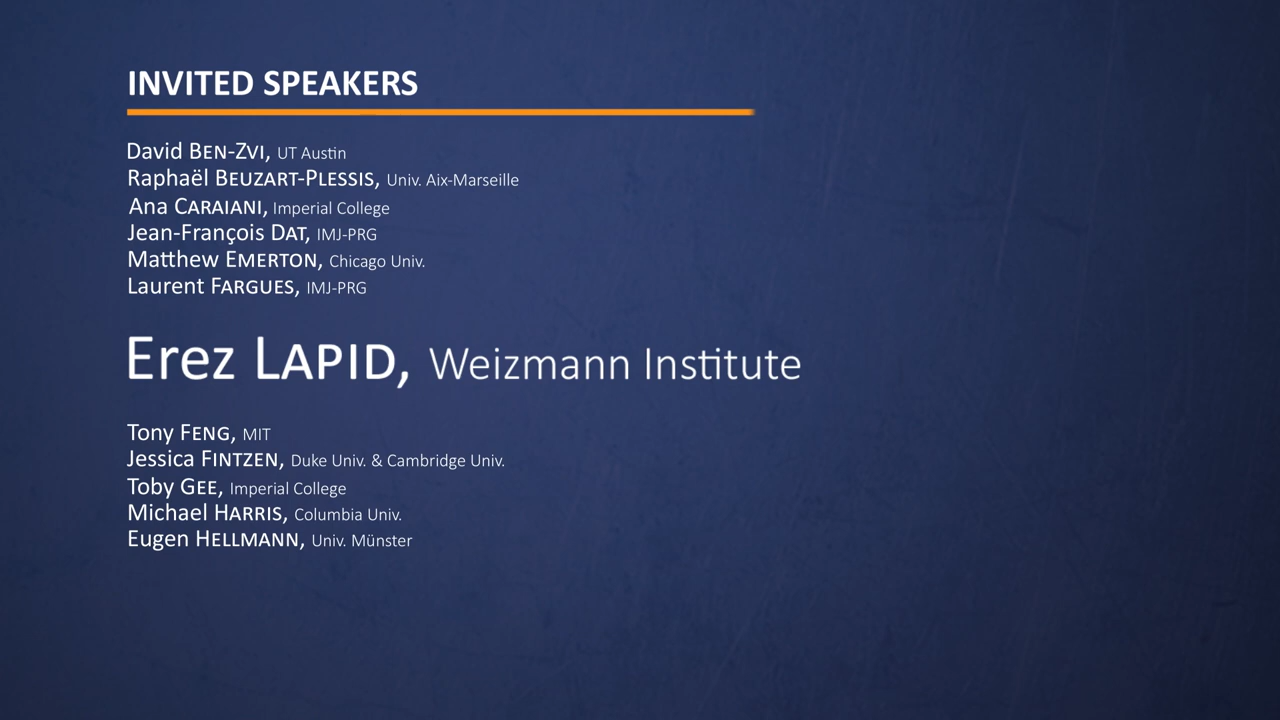 INVITED SPEAKERS
David BEN-ZVI, UT Austin
Raphaël BEUZART-PLESSIS, Univ. Aix-Marseille
Ana CARAIANI, Imperial College
Jean-François DAT, IMJ-PRG
Matthew EMERTON, Chicago Univ.
Laurent FARGUES, IMJ-PRG
Erez LAPID, Weizmann Institute
Tony FENG, MIT
Jessica FINTZEN, Duke Univ. & Cambridge Univ.
Toby GEE, Imperial College
Michael HARRIS, Columbia Univ.
Eugen HELLMANN, Univ. Münster